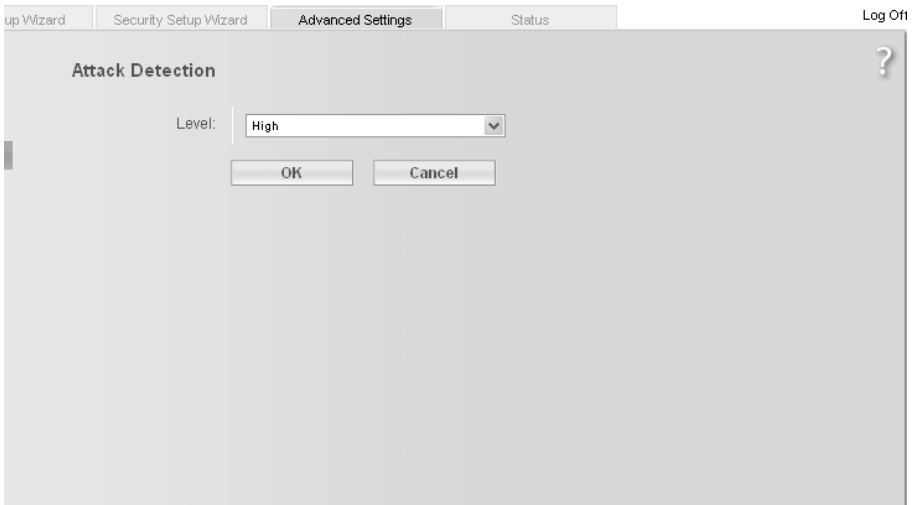 up Wizard Security Setup Wizard Advanced Settings Status Log Off
?
Attack Detection
Level: High
OK Cancel